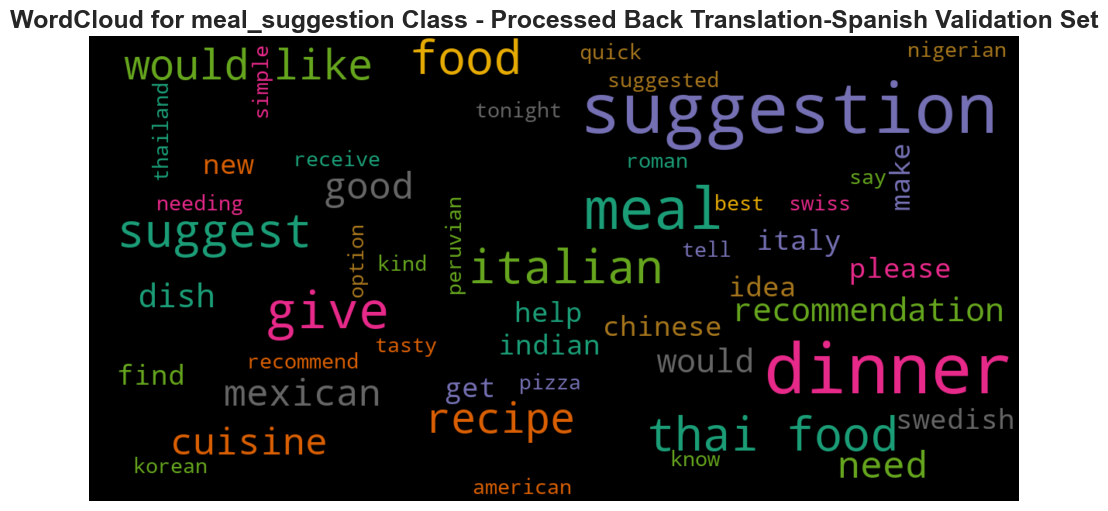 WordCloud for meal_suggestion Class - Processed Back Translation-Spanish Validation Set
would like
simple
food
quick
nigerian
suggested
suggestion
thailand
tonight
new
receive
good
roman
make
say
needing
suggest
meal
best
swiss
peruvian
option
kind
italian
tell
italy
please
dish
idea
give
help
recommendation
chinese
indian
tasty
recommend
would
dinner
find
mexican
get
pizza
recipe
swedish
cuisine
thai food
korean
know
need
american